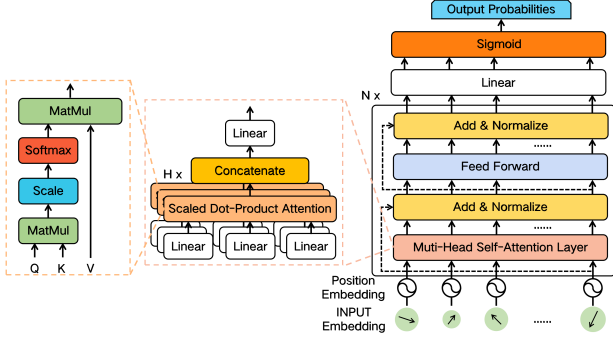 Output Probabilities
Sigmoid
Linear
N x
Add & Normalize
......
Feed Forward
Add & Normalize
......
Muti-Head Self-Attention Layer
Position
Embedding
INPUT
Embedding
......
Linear
H x
Concatenate
Scaled Dot-Product Attention
Linear
Linear
Linear
MatMul
Softmax
Scale
MatMul
Q K V